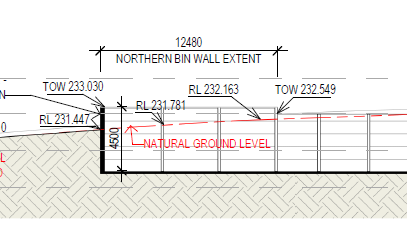 12480
NORTHERN BIN WALL EXTENT
TOW 233.030
RL 232.163
TOW 232.549
N
RL 231.781
RL 231.447
0
4500
NATURAL GROUND LEVEL
L